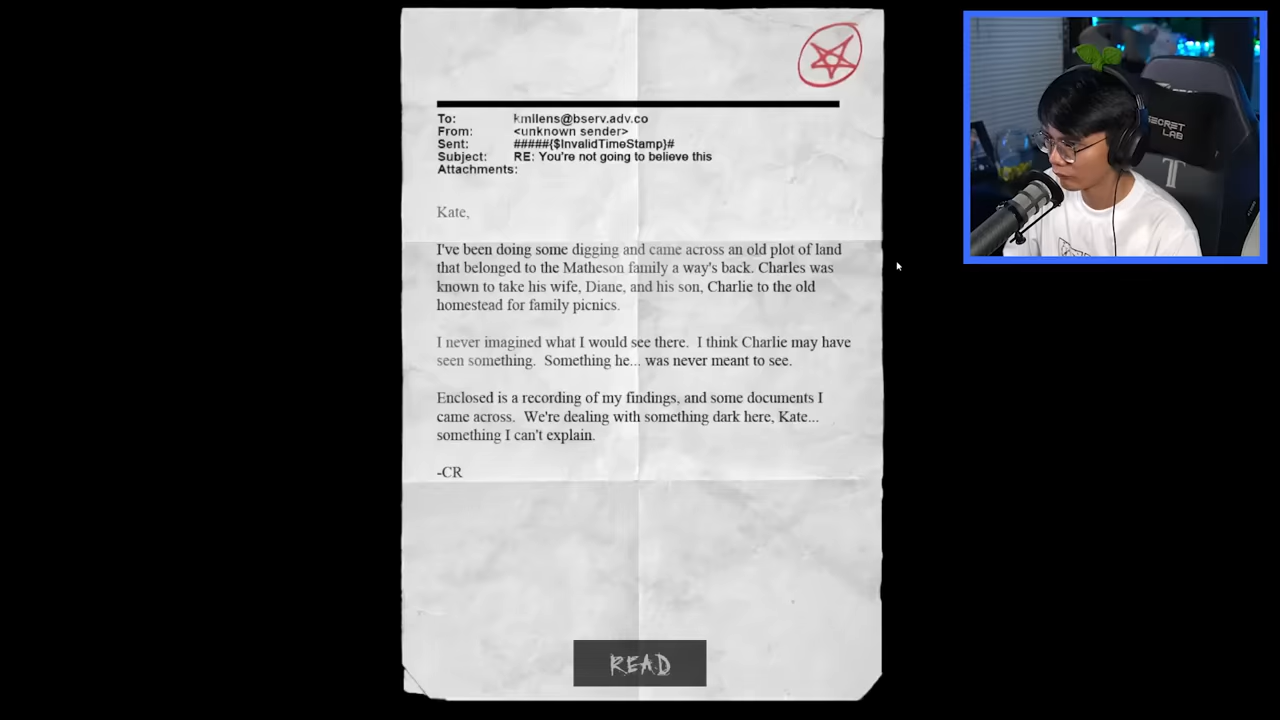 To: kmilens@bserv.adv.co
From: <unknown sender>
Sent: #####{$InvalidTimeStamp}#
Subject: RE: You're not going to believe this
Attachments:
Kate,
I've been doing some digging and came across an old plot of land
that belonged to the Matheson family a way's back. Charles was
known to take his wife, Diane, and his son, Charlie to the old
homestead for family picnics.
I never imagined what I would see there. I think Charlie may have
seen something. Something he... was never meant to see.
Enclosed is a recording of my findings, and some documents I
came across. We're dealing with something dark here, Kate...
something I can't explain.
-CR
READ
SECRET
LAB